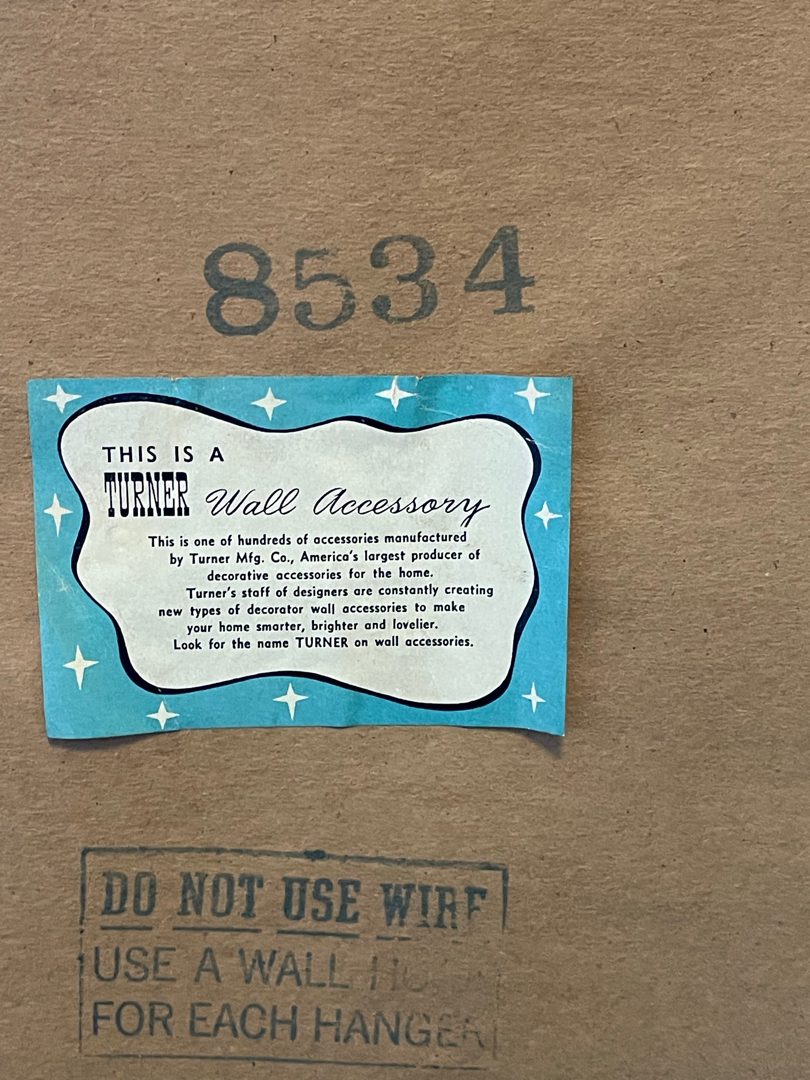 8534
THIS IS A
TURNER Wall Accessory
This is one of hundreds of accessories manufactured
by Turner Mfg. Co., America's largest producer of
decorative accessories for the home.
Turner's staff of designers are constantly creating
new types of decorator wall accessories to make
your home smarter, brighter and lovelier.
Look for the name TURNER on wall accessories.
DO NOT USE WIRE
USE A WALL
FOR EACH HANGER